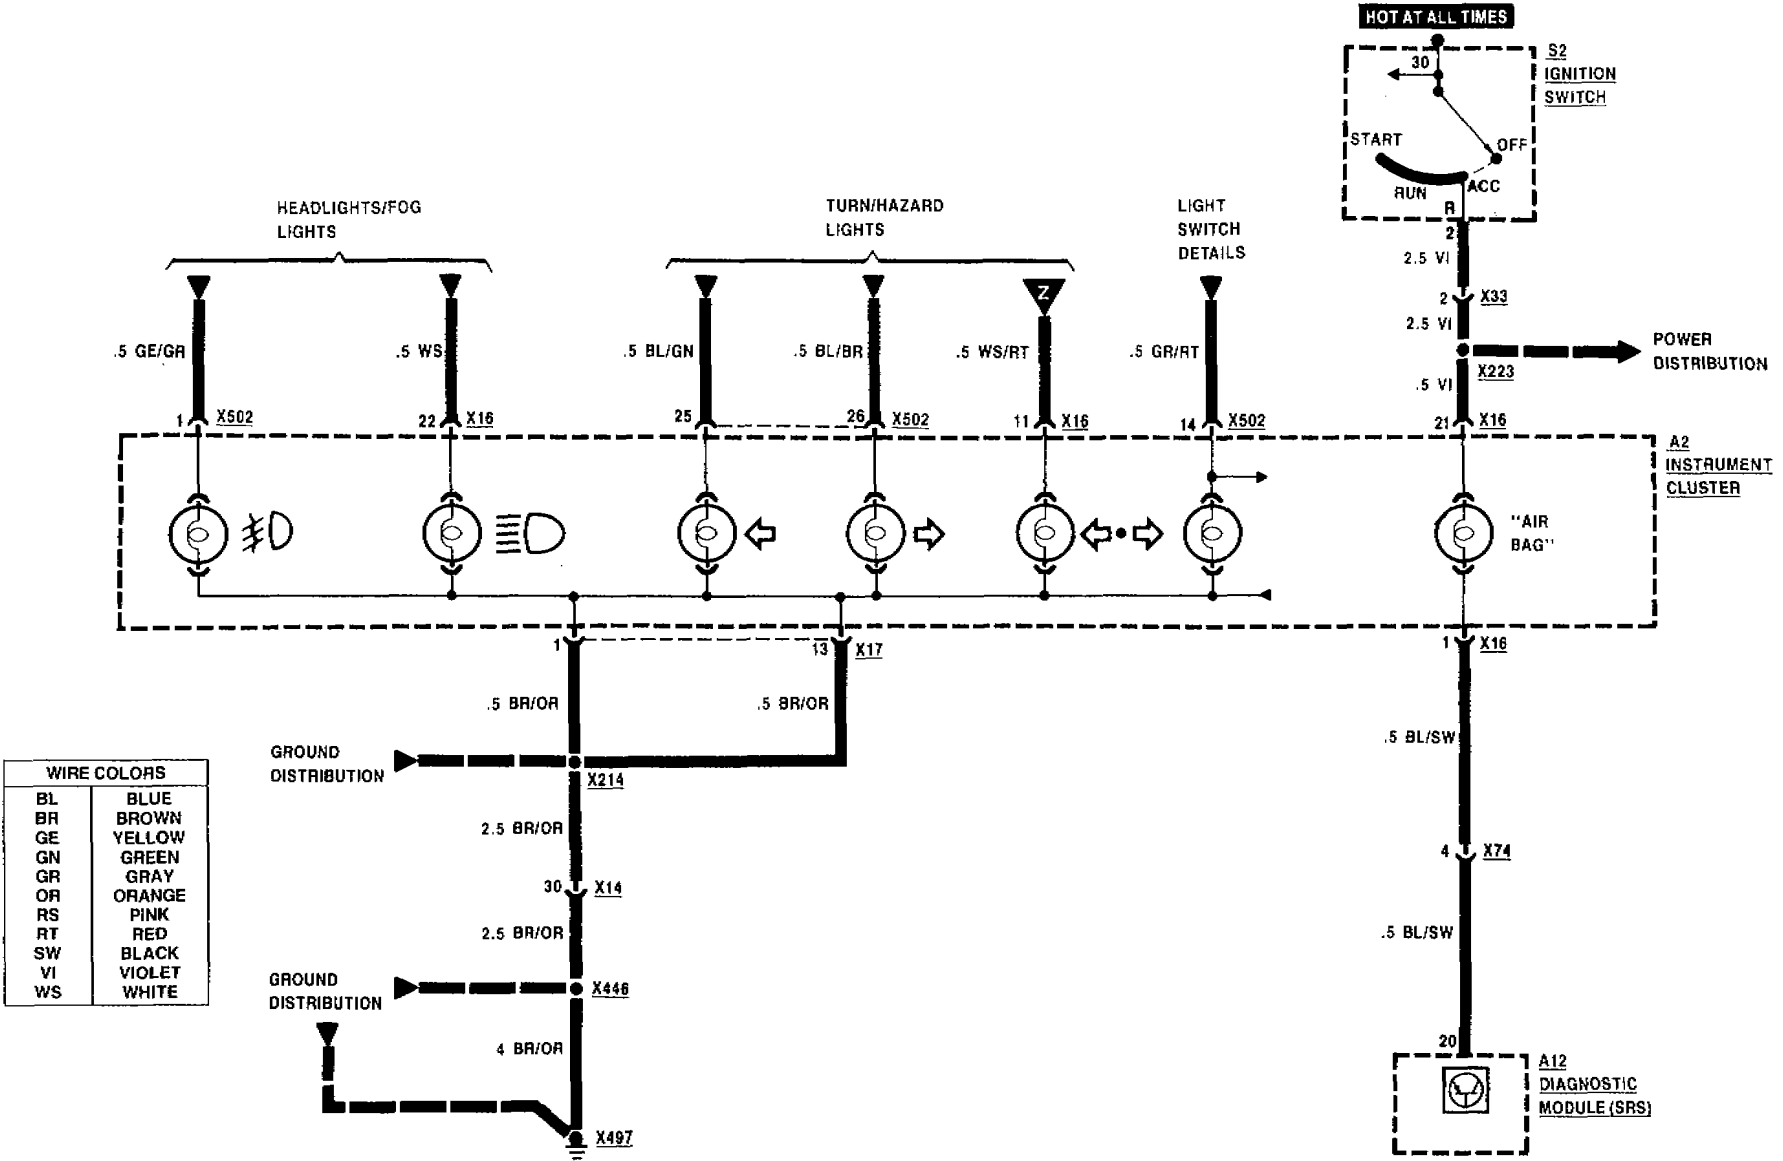 HOT AT ALL TIMES
S2
IGNITION
SWITCH
30
START
OFF
RUN
ACC
R
2
2.5 VI
2 X33
2.5 VI
X223
POWER
DISTRIBUTION
.5 VI
21 X16
HEADLIGHTS/FOG
LIGHTS
TURN/HAZARD
LIGHTS
LIGHT
SWITCH
DETAILS
Z
.5 GE/GR
.5 WS
.5 BL/GN
.5 BL/BR
.5 WS/RT
.5 GR/RT
1 X502
22 X16
25
26 X502
11 X16
14 X502
A2
INSTRUMENT
CLUSTER
"AIR
BAG"
1
13 X17
1 X16
.5 BR/OR
.5 BR/OR
.5 BL/SW
GROUND
DISTRIBUTION
X214
2.5 BR/OR
30 X14
2.5 BR/OR
4 X74
.5 BL/SW
GROUND
DISTRIBUTION
X446
4 BR/OR
X497
20
A12
DIAGNOSTIC
MODULE (SRS)
WIRE COLORS
BL BLUE
BR BROWN
GE YELLOW
GN GREEN
GR GRAY
OR ORANGE
RS PINK
RT RED
SW BLACK
VI VIOLET
WS WHITE